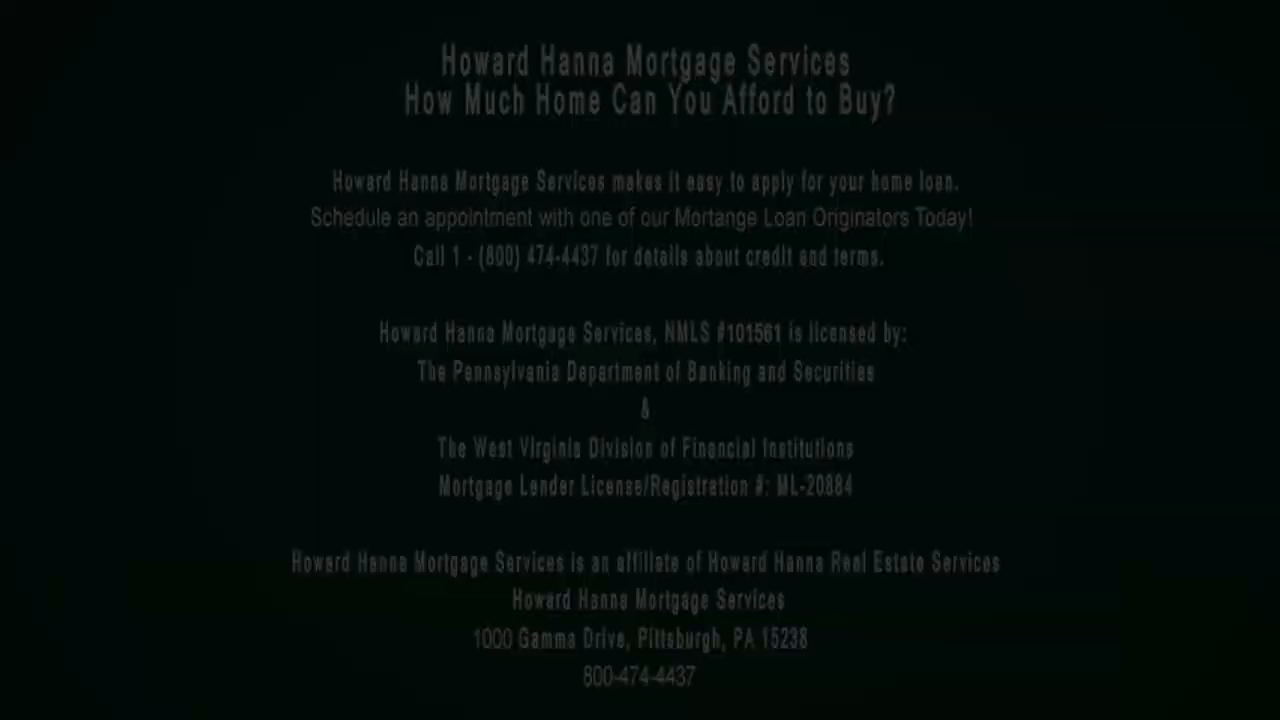 Howard Hanna Mortgage Services
How Much Home Can You Afford to Buy?
Howard Hanna Mortgage Services makes it easy to apply for your home loan.
Schedule an appointment with one of our Mortange Loan Originators Today!
Call 1 - (800) 474-4437 for details about credit and terms.
Howard Hanna Mortgage Services, NMLS #101561 is licensed by:
The Pennsylvania Department of Banking and Securities
&
The West Virginia Division of Financial Institutions
Mortgage Lender License/Registration #: ML-20884
Howard Hanna Mortgage Services is an affiliate of Howard Hanna Real Estate Services
Howard Hanna Mortgage Services
1000 Gamma Drive, Pittsburgh, PA 15238
800-474-4437